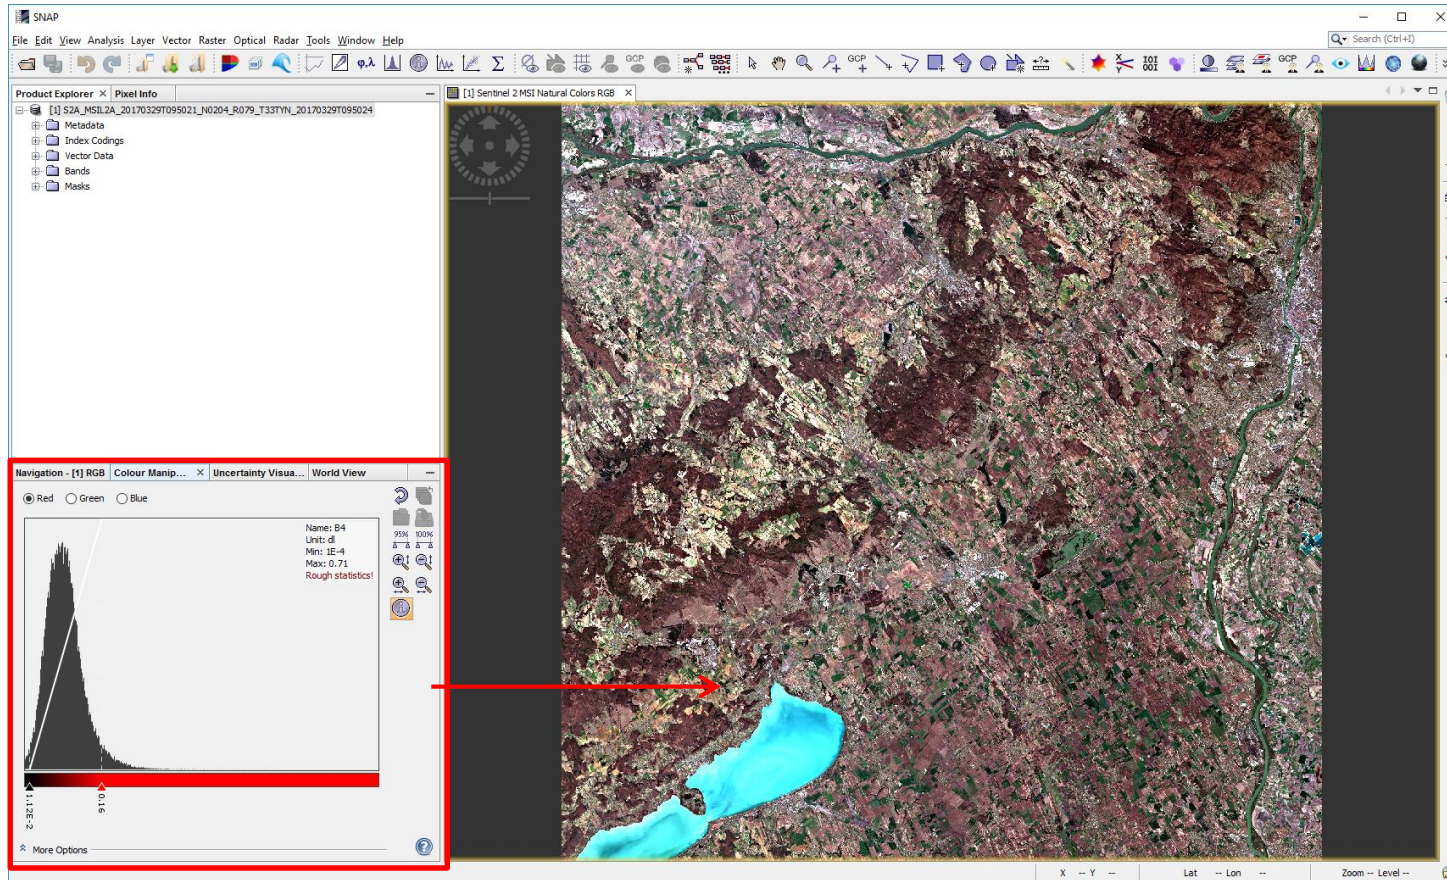 SNAP
File Edit View Analysis Layer Vector Raster Optical Radar Tools Window Help
Search (Ctrl+I)
Product Explorer × Pixel Info
[1] Sentinel 2 MSI Natural Colors RGB ×
[1] S2A_MSIL2A_20170329T095021_N0204_R079_T33TYN_20170329T095024
Metadata
Index Codings
Vector Data
Bands
Masks
Navigation - [1] RGB Colour Manip... × Uncertainty Visua... World View
Red Green Blue
Name: B4
Unit: dl
Min: 1E-4
Max: 0.71
Rough statistics!
95% 100%
1.12E-2
0.16
More Options
X -- Y -- Lat -- Lon -- Zoom -- Level --